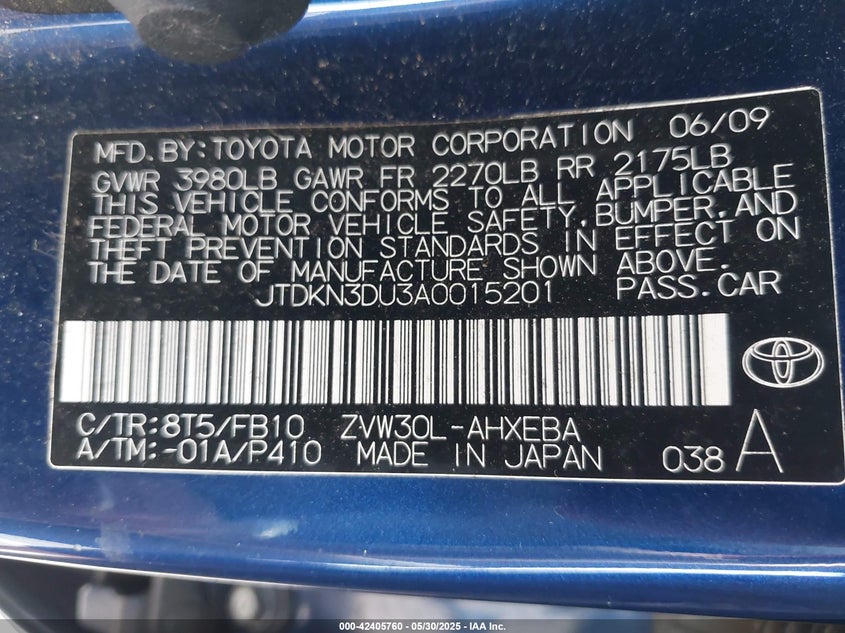 MFD. BY: TOYOTA MOTOR CORPORATION 06/09
GVWR 3980LB GAWR FR 2270LB RR 2175LB
THIS VEHICLE CONFORMS TO ALL APPLICABLE
FEDERAL MOTOR VEHICLE SAFETY, BUMPER, AND
THEFT PREVENTION STANDARDS IN EFFECT ON
THE DATE OF MANUFACTURE SHOWN ABOVE.
JTDKN3DU3A0015201 PASS. CAR
C/TR:8T5/FB10 ZVW30L-AHXEBA
A/TM:-01A/P410 MADE IN JAPAN 038 A
000-42405760 - 05/30/2025 - IAA Inc.